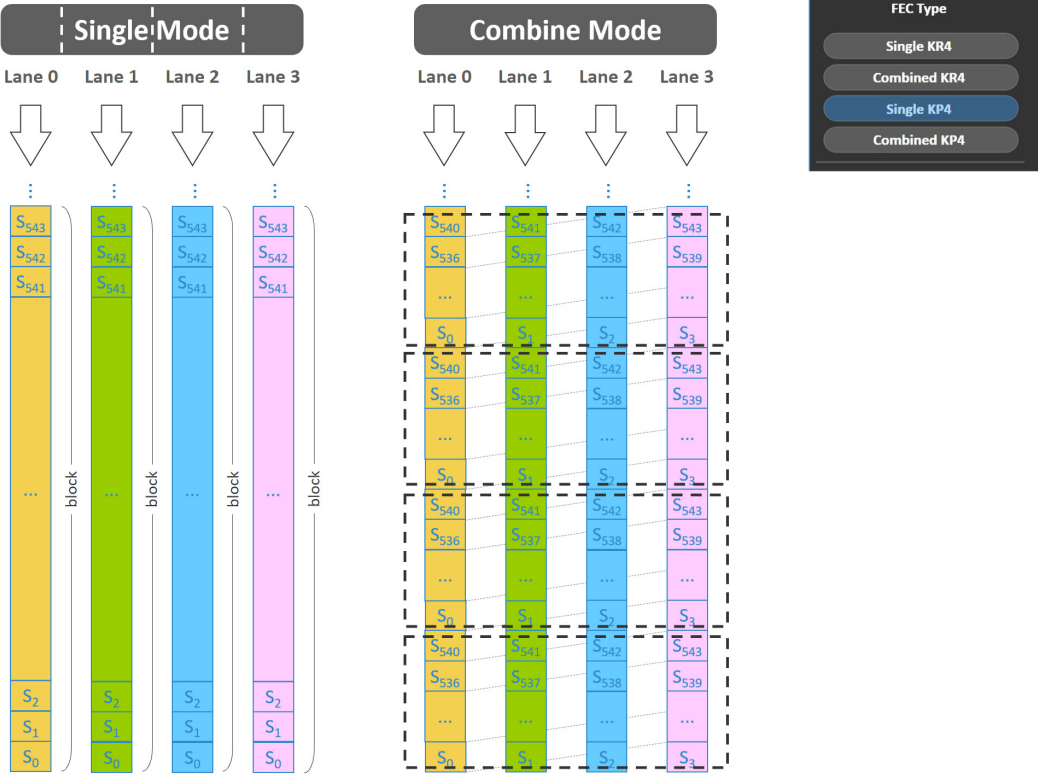 Single Mode
Lane 0 Lane 1 Lane 2 Lane 3
...
S543 S543 S543 S543
S542 S542 S542 S542
S541 S541 S541 S541
... ... ... ...
block block block block
S2 S2 S2 S2
S1 S1 S1 S1
S0 S0 S0 S0
Combine Mode
Lane 0 Lane 1 Lane 2 Lane 3
...
S540 S541 S542 S543
S536 S537 S538 S539
... ... ... ...
S0 S1 S2 S3
S540 S541 S542 S543
S536 S537 S538 S539
... ... ... ...
S0 S1 S2 S3
S540 S541 S542 S543
S536 S537 S538 S539
... ... ... ...
S0 S1 S2 S3
S540 S541 S542 S543
S536 S537 S538 S539
... ... ... ...
S0 S1 S2 S3
FEC Type
Single KR4
Combined KR4
Single KP4
Combined KP4